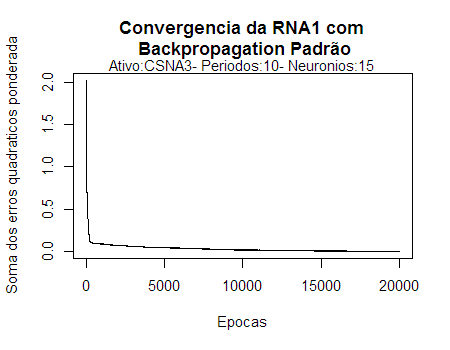 Convergencia da RNA1 com
Backpropagation Padrão
Ativo:CSNA3- Periodos:10- Neuronios:15
Soma dos erros quadraticos ponderada
2.0
1.5
1.0
0.5
0.0
0 5000 10000 15000 20000
Epocas